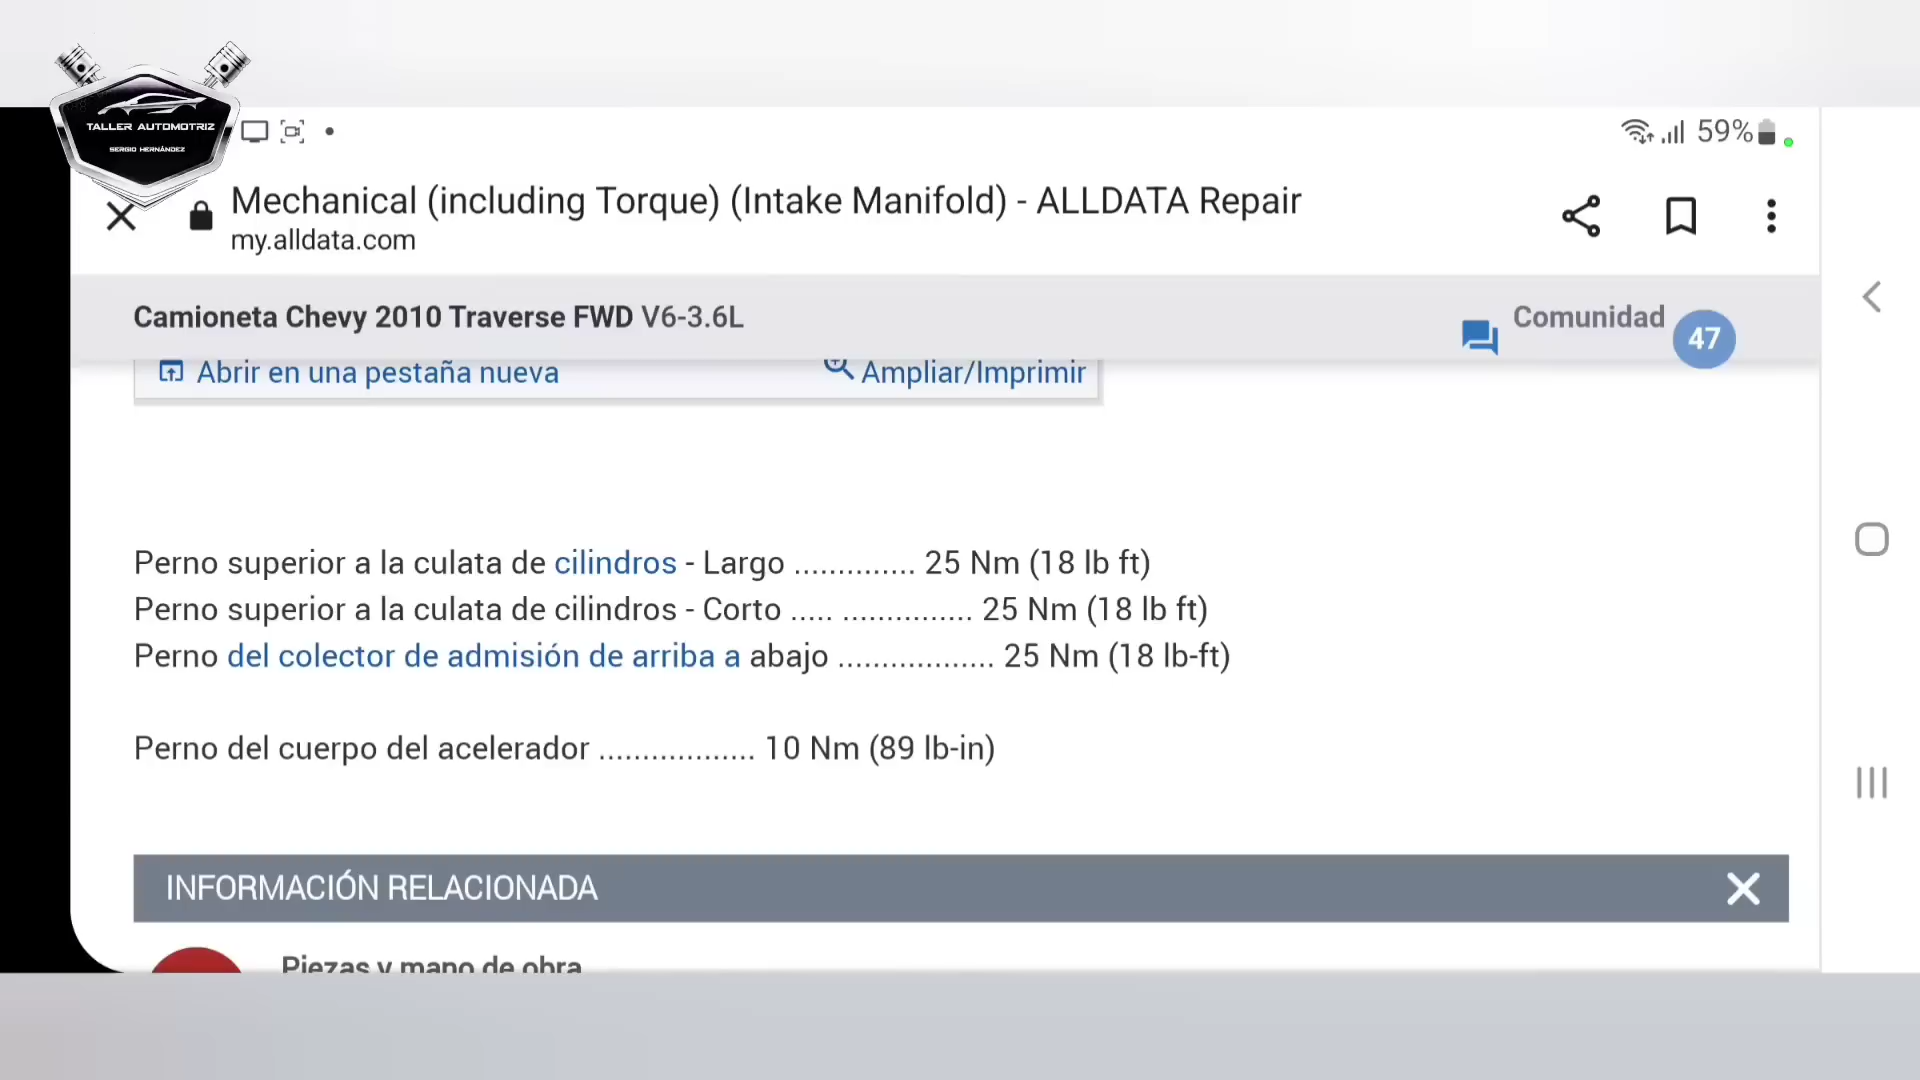 TALLER AUTOMOTRIZ
SERGIO HERNÁNDEZ
59%
Mechanical (including Torque) (Intake Manifold) - ALLDATA Repair
my.alldata.com
Camioneta Chevy 2010 Traverse FWD V6-3.6L
Comunidad
47
Abrir en una pestaña nueva
Ampliar/Imprimir
Perno superior a la culata de cilindros - Largo .............. 25 Nm (18 lb ft)
Perno superior a la culata de cilindros - Corto ..... ............... 25 Nm (18 lb ft)
Perno del colector de admisión de arriba a abajo .................. 25 Nm (18 lb-ft)
Perno del cuerpo del acelerador .................. 10 Nm (89 lb-in)
INFORMACIÓN RELACIONADA
Piezas y mano de obra